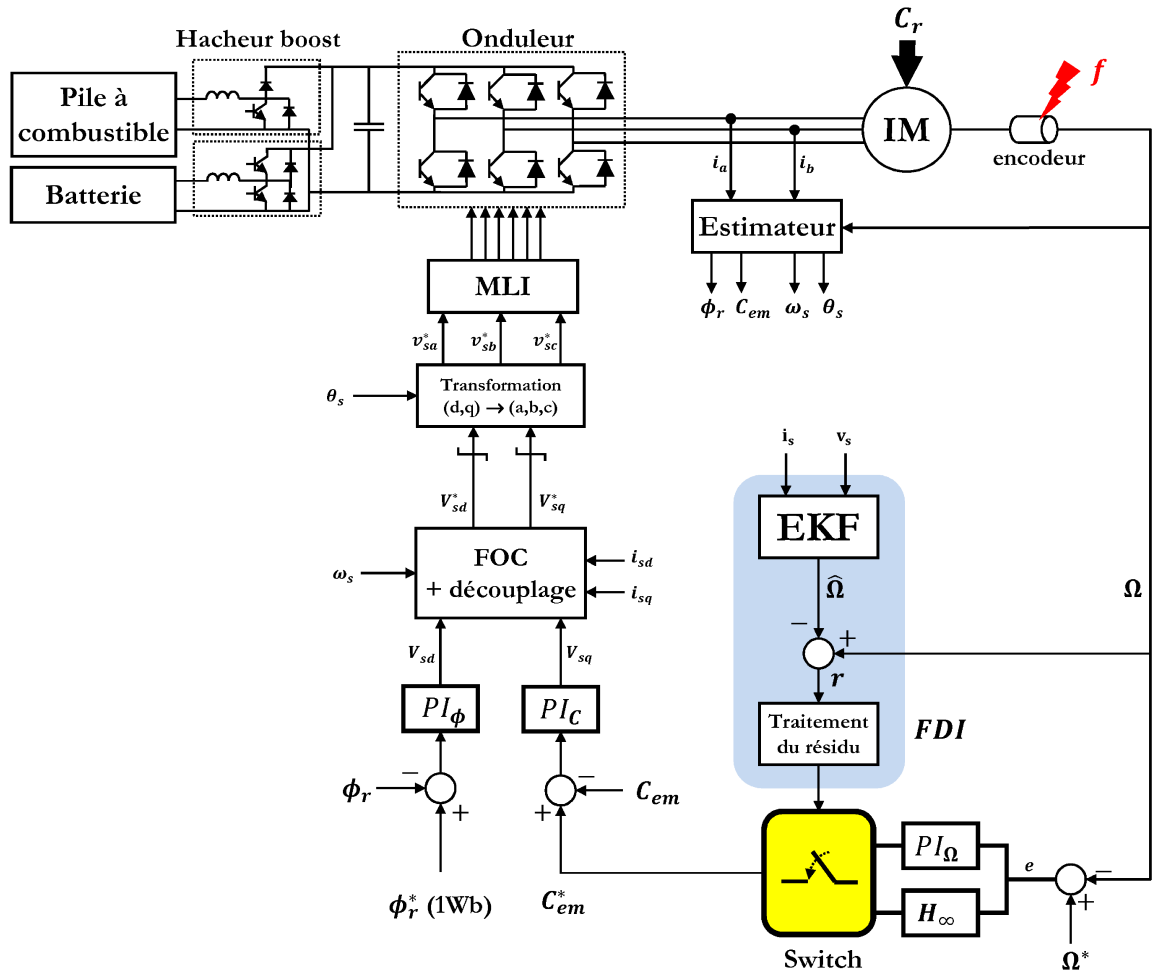 Hacheur boost
Onduleur
C_r
f
Pile à
combustible
IM
encodeur
i_a
i_b
Batterie
Estimateur
MLI
ϕ_r
C_em
ω_s
θ_s
v*_sa
v*_sb
v*_sc
Transformation
(d,q) → (a,b,c)
θ_s
i_s
v_s
V*_sd
V*_sq
EKF
FOC
+ découplage
i_sd
i_sq
ω_s
Ω̂
Ω
−
+
V_sd
V_sq
r
PI_ϕ
PI_C
Traitement
du résidu
FDI
−
−
ϕ_r
C_em
+
+
PI_Ω
e
−
+
ϕ*_r (1Wb)
C*_em
H_∞
Switch
Ω*